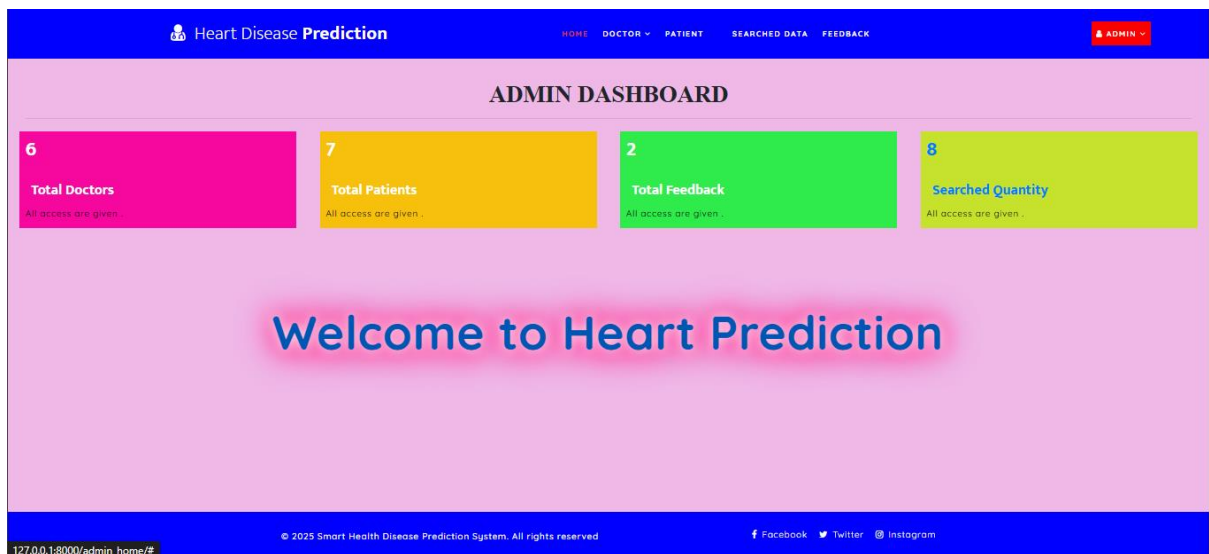 Heart Disease Prediction HOME DOCTOR PATIENT SEARCHED DATA FEEDBACK ADMIN
ADMIN DASHBOARD
6
Total Doctors
All access are given .
7
Total Patients
All access are given .
2
Total Feedback
All access are given .
8
Searched Quantity
All access are given .
Welcome to Heart Prediction
© 2025 Smart Health Disease Prediction System. All rights reserved Facebook Twitter Instagram
127.0.0.1:8000/admin_home/#